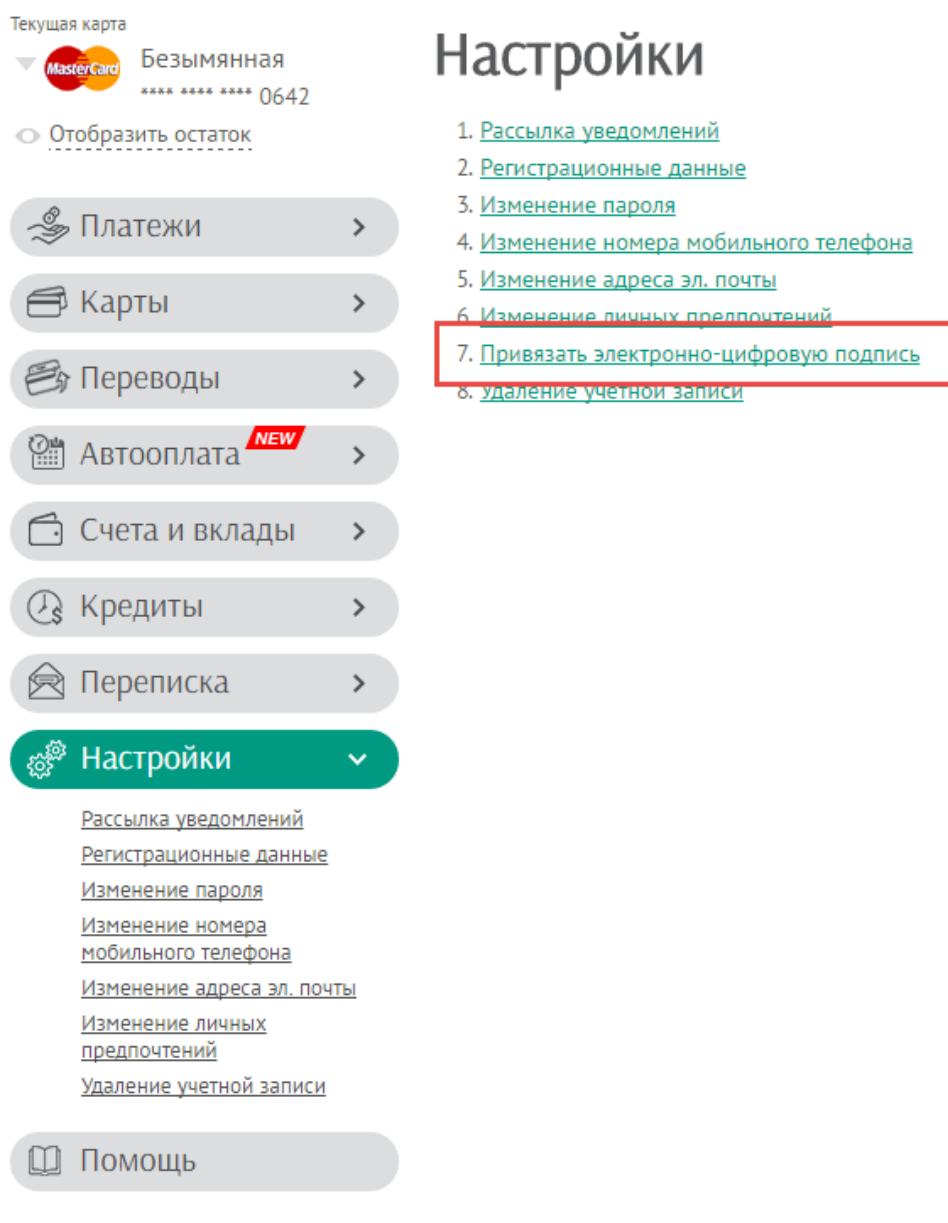 Текущая карта
MasterCard
Безымянная
**** **** **** 0642
Отобразить остаток
Платежи
Карты
Переводы
Автооплата NEW
Счета и вклады
Кредиты
Переписка
Настройки
Рассылка уведомлений
Регистрационные данные
Изменение пароля
Изменение номера
мобильного телефона
Изменение адреса эл. почты
Изменение личных
предпочтений
Удаление учетной записи
Помощь
Настройки
1. Рассылка уведомлений
2. Регистрационные данные
3. Изменение пароля
4. Изменение номера мобильного телефона
5. Изменение адреса эл. почты
6. Изменение личных предпочтений
7. Привязать электронно-цифровую подпись
8. Удаление учетной записи